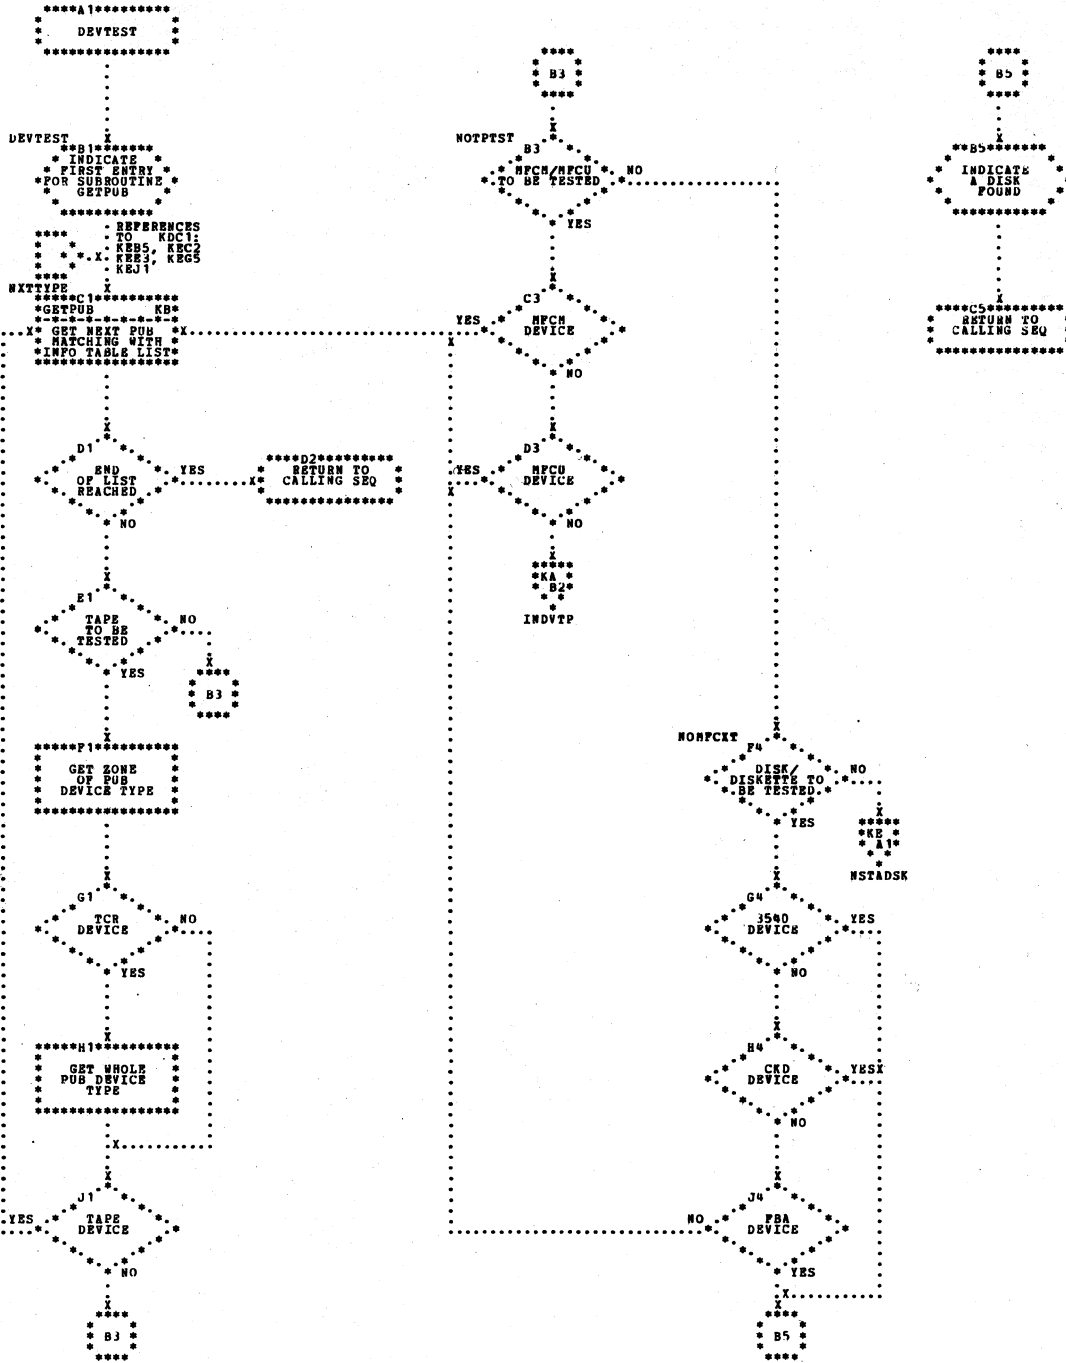 A1
DEVTEST
DEVTEST
B1
INDICATE
FIRST ENTRY
FOR SUBROUTINE
GETPUB
REFERENCES
TO KDC1:
KEB5, KEC2
KEE3, KEG5
KEJ1
NXTTYPE
C1
GETPUB KB
GET NEXT PUB
MATCHING WITH
INFO TABLE LIST
D1
END
OF LIST
REACHED
YES
NO
D2
RETURN TO
CALLING SEQ
E1
TAPE
TO BE
TESTED
NO
YES
B3
F1
GET ZONE
OF PUB
DEVICE TYPE
G1
TCR
DEVICE
NO
YES
H1
GET WHOLE
PUB DEVICE
TYPE
J1
TAPE
DEVICE
YES
NO
B3
B3
NOTPTST
B3
MFCM/MFCU
TO BE TESTED
NO
YES
C3
MFCM
DEVICE
YES
NO
D3
MFCU
DEVICE
YES
NO
KA
B2
INDVTP
NOMFCKT
F4
DISK/
DISKETTE TO
BE TESTED
NO
YES
KE
A1
NSTADSK
G4
3540
DEVICE
YES
NO
H4
CKD
DEVICE
YES
NO
J4
FBA
DEVICE
NO
YES
B5
B5
B5
INDICATE
A DISK
FOUND
C5
RETURN TO
CALLING SEQ